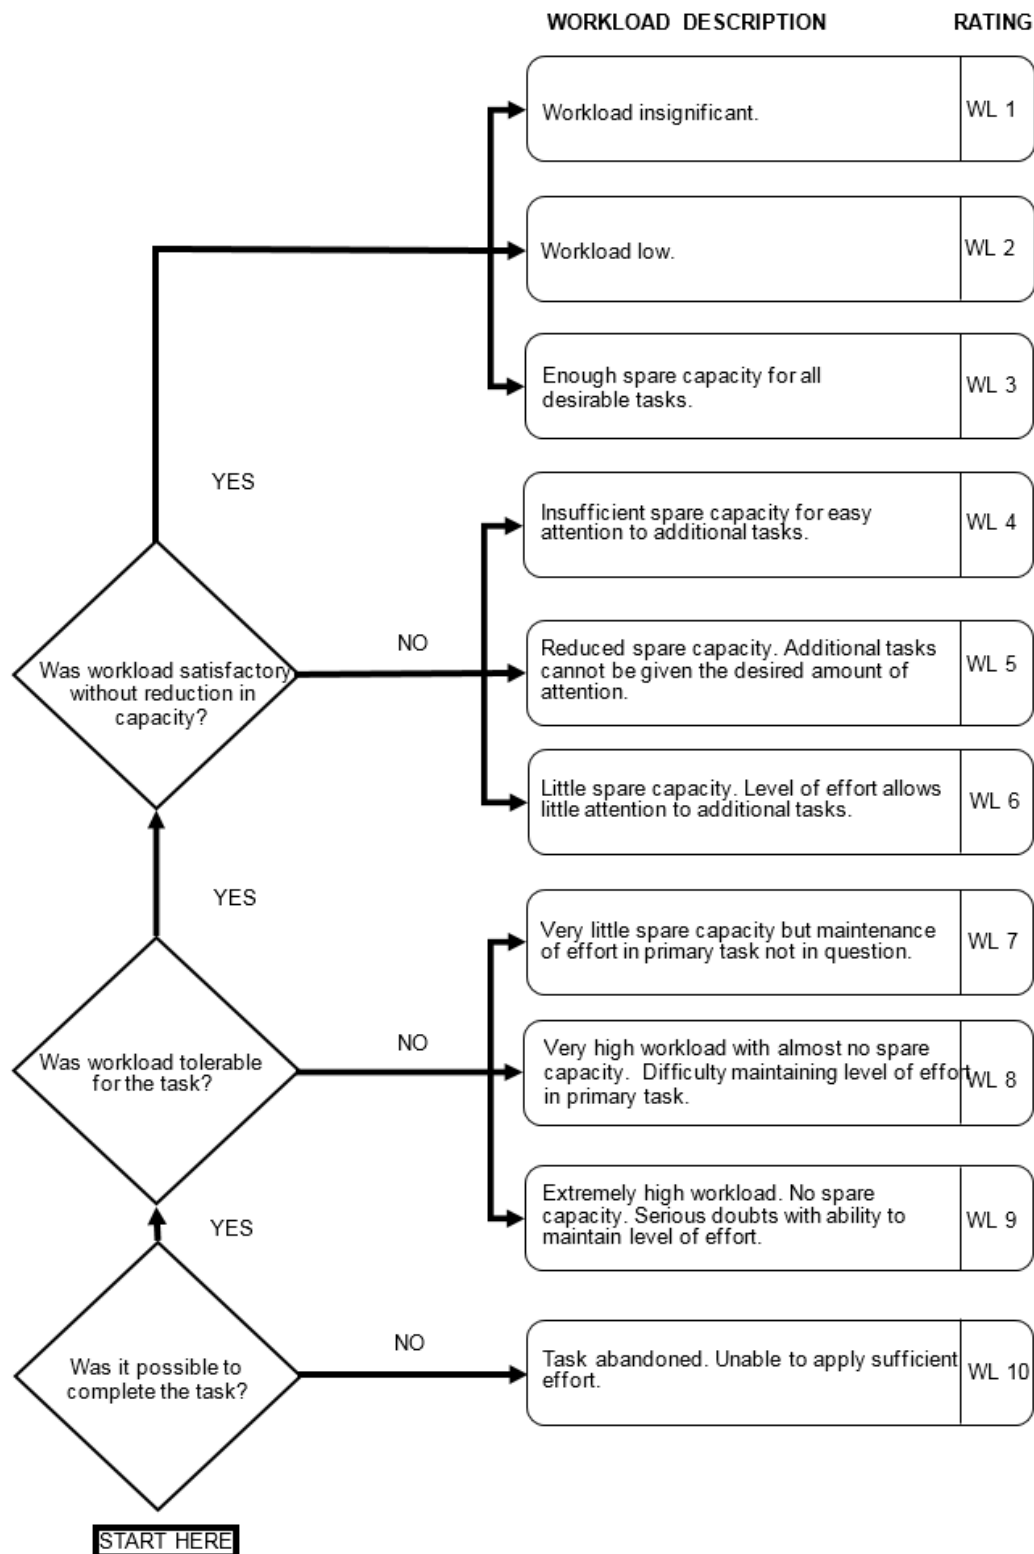 WORKLOAD DESCRIPTION RATING
Workload insignificant. WL 1
Workload low. WL 2
Enough spare capacity for all
desirable tasks.
WL 3
YES
Insufficient spare capacity for easy
attention to additional tasks.
WL 4
Was workload satisfactory
without reduction in
capacity?
NO
Reduced spare capacity. Additional tasks
cannot be given the desired amount of
attention.
WL 5
Little spare capacity. Level of effort allows
little attention to additional tasks.
WL 6
YES
Very little spare capacity but maintenance
of effort in primary task not in question.
WL 7
Was workload tolerable
for the task?
NO
Very high workload with almost no spare
capacity. Difficulty maintaining level of effort
in primary task.
WL 8
YES
Extremely high workload. No spare
capacity. Serious doubts with ability to
maintain level of effort.
WL 9
Was it possible to
complete the task?
NO
Task abandoned. Unable to apply sufficient
effort.
WL 10
START HERE